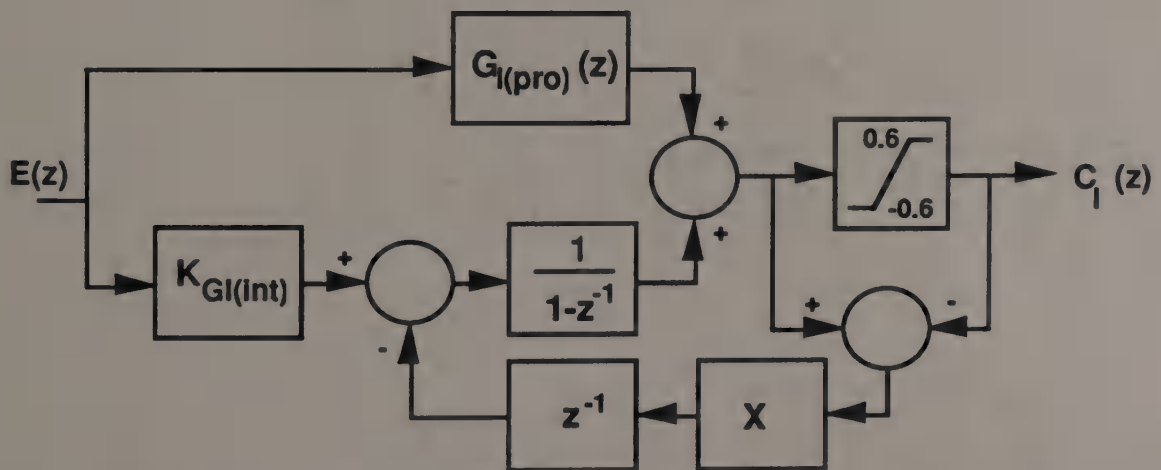 G_I(pro) (z)
+
0.6
-0.6
E(z)
C_I (z)
+
K_GI(int)
+
1
1-z^-1
+
-
-
z^-1
X